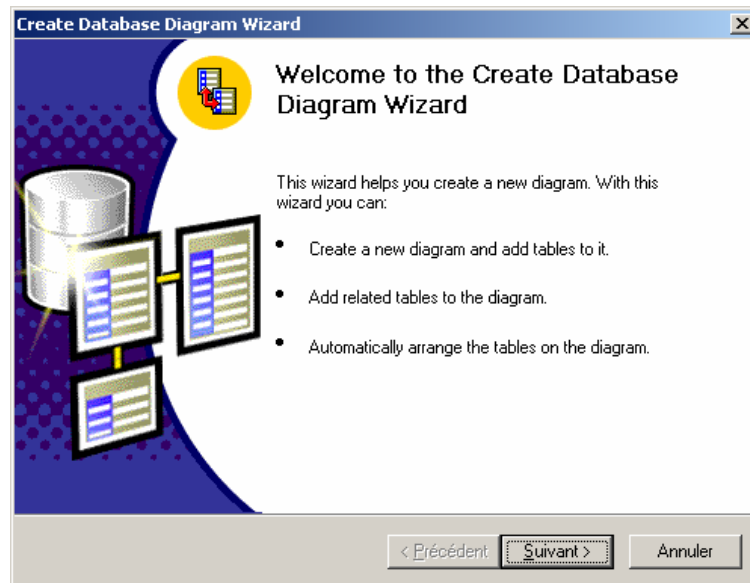 Create Database Diagram Wizard
Welcome to the Create Database
Diagram Wizard
This wizard helps you create a new diagram. With this
wizard you can:
• Create a new diagram and add tables to it.
• Add related tables to the diagram.
• Automatically arrange the tables on the diagram.
< Précédent Suivant > Annuler